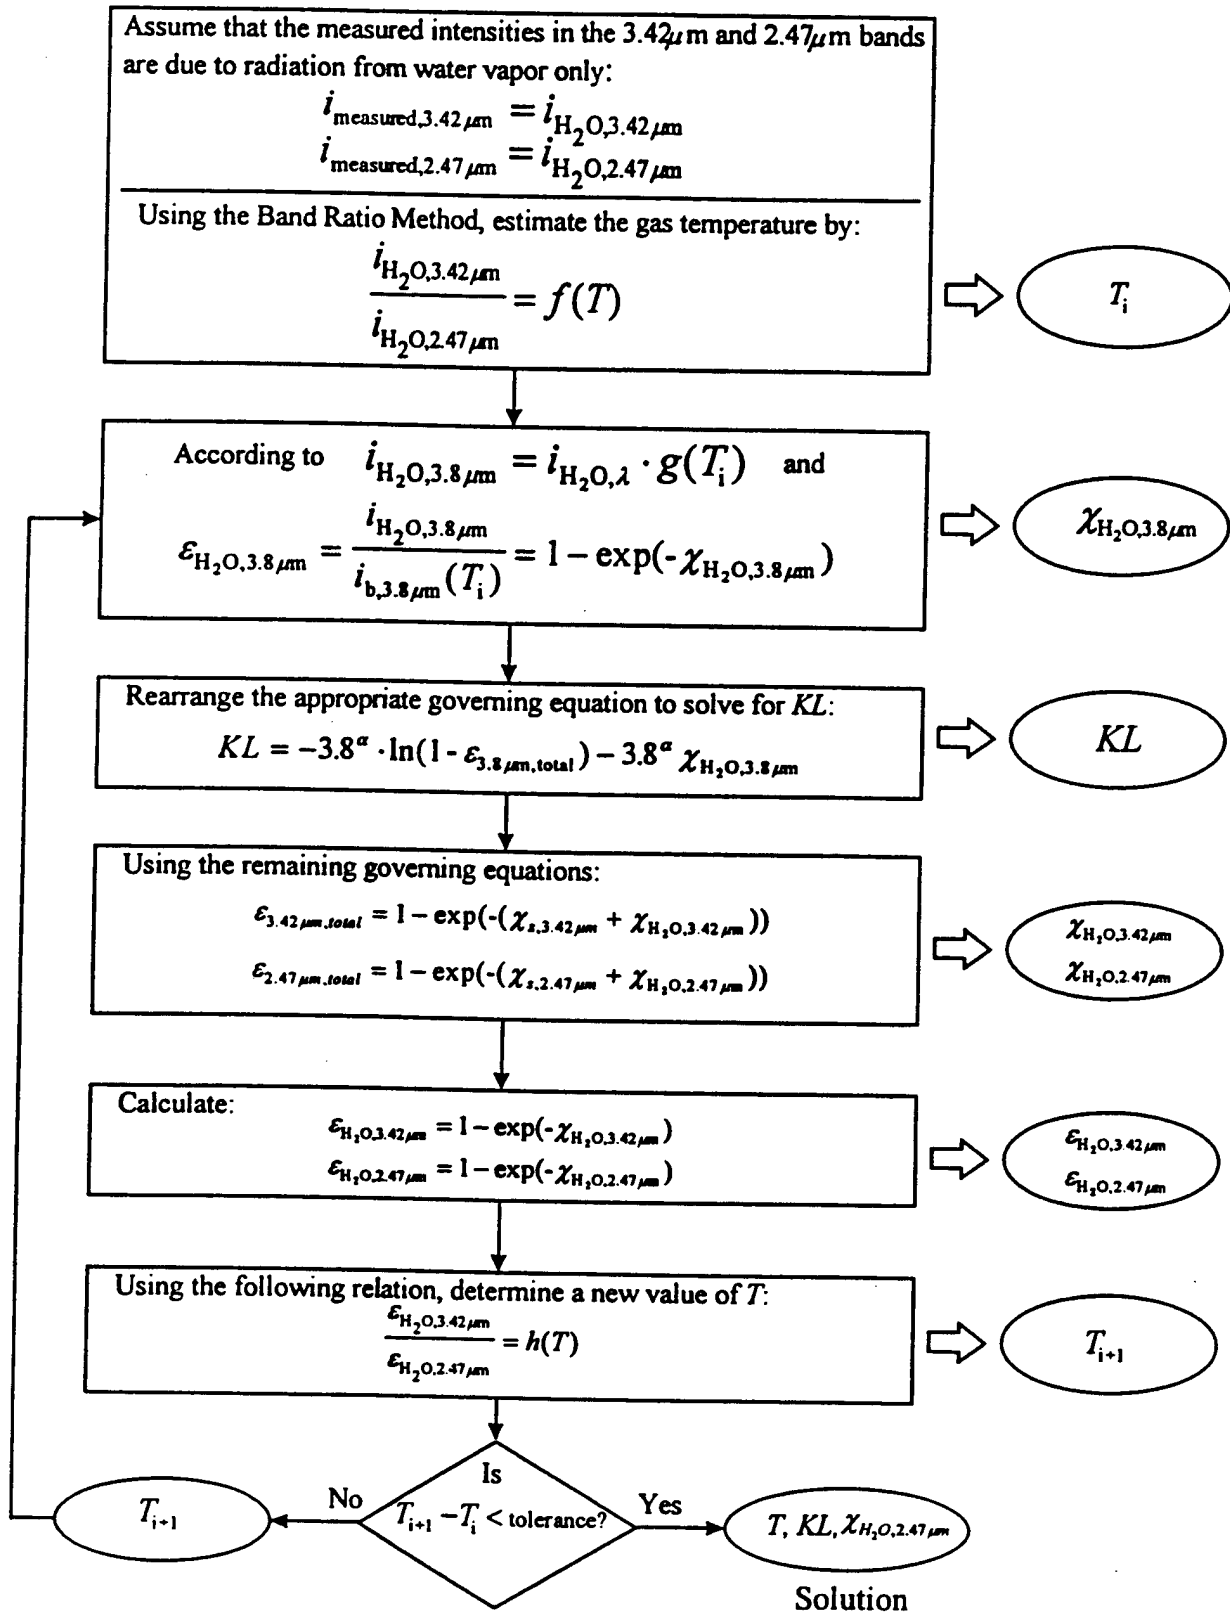 Assume that the measured intensities in the 3.42μm and 2.47μm bands
are due to radiation from water vapor only:
i_measured,3.42μm = i_H₂O,3.42μm
i_measured,2.47μm = i_H₂O,2.47μm
Using the Band Ratio Method, estimate the gas temperature by:
i_H₂O,3.42μm / i_H₂O,2.47μm = f(T)
T_i
According to i_H₂O,3.8μm = i_H₂O,λ · g(T_i) and
ε_H₂O,3.8μm = i_H₂O,3.8μm / i_b,3.8μm(T_i) = 1 − exp(-χ_H₂O,3.8μm)
χ_H₂O,3.8μm
Rearrange the appropriate governing equation to solve for KL:
KL = −3.8^α · ln(1 - ε_3.8μm,total) − 3.8^α χ_H₂O,3.8μm
KL
Using the remaining governing equations:
ε_3.42μm,total = 1 − exp(-(χ_s,3.42μm + χ_H₂O,3.42μm))
ε_2.47μm,total = 1 − exp(-(χ_s,2.47μm + χ_H₂O,2.47μm))
χ_H₂O,3.42μm
χ_H₂O,2.47μm
Calculate:
ε_H₂O,3.42μm = 1 − exp(-χ_H₂O,3.42μm)
ε_H₂O,2.47μm = 1 − exp(-χ_H₂O,2.47μm)
ε_H₂O,3.42μm
ε_H₂O,2.47μm
Using the following relation, determine a new value of T:
ε_H₂O,3.42μm / ε_H₂O,2.47μm = h(T)
T_i+1
Is
T_i+1 − T_i < tolerance?
No
T_i+1
Yes
T, KL, χ_H₂O,2.47μm
Solution